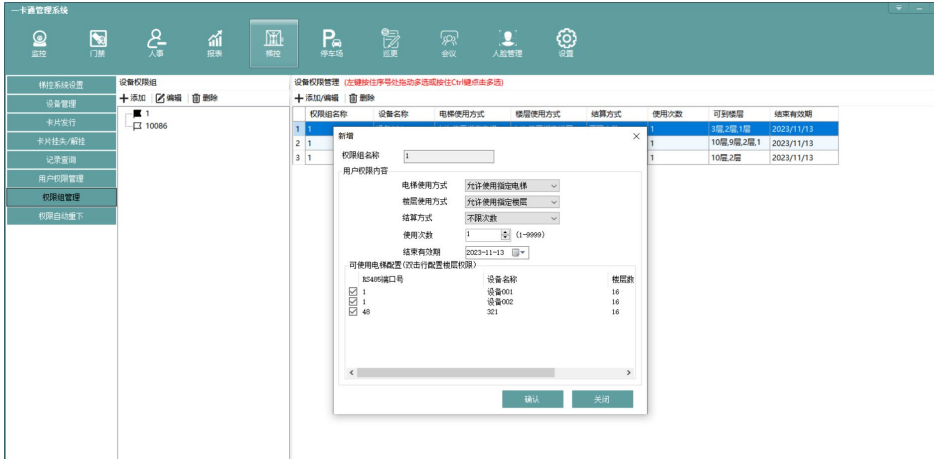 一卡通管理系统
监控 门禁 人事 报表 梯控 停车场 巡更 会议 人脸管理 设置
梯控系统设置
设备管理
卡片发行
卡片挂失/解挂
记录查询
用户权限管理
权限组管理
权限自动重下
设备权限组
添加 编辑 删除
1
10086
设备权限管理 (左键按住序号处拖动多选或按住Ctrl键点击多选)
添加/编辑 删除
权限组名称 设备名称 电梯使用方式 楼层使用方式 结算方式 使用次数 可到楼层 结束有效期
1 1 1 3层,2层,1层 2023/11/13
2 1 1 10层,9层,2层,1 2023/11/13
3 1 1 10层,2层 2023/11/13
新增
权限组名称 1
用户权限内容
电梯使用方式 允许使用指定电梯
楼层使用方式 允许使用指定楼层
结算方式 不限次数
使用次数 1 (1-9999)
结束有效期 2023-11-13
可使用电梯配置(双击行配置楼层权限)
RS485端口号 设备名称 楼层数
1 设备001 16
1 设备002 16
48 321 16
确认 关闭